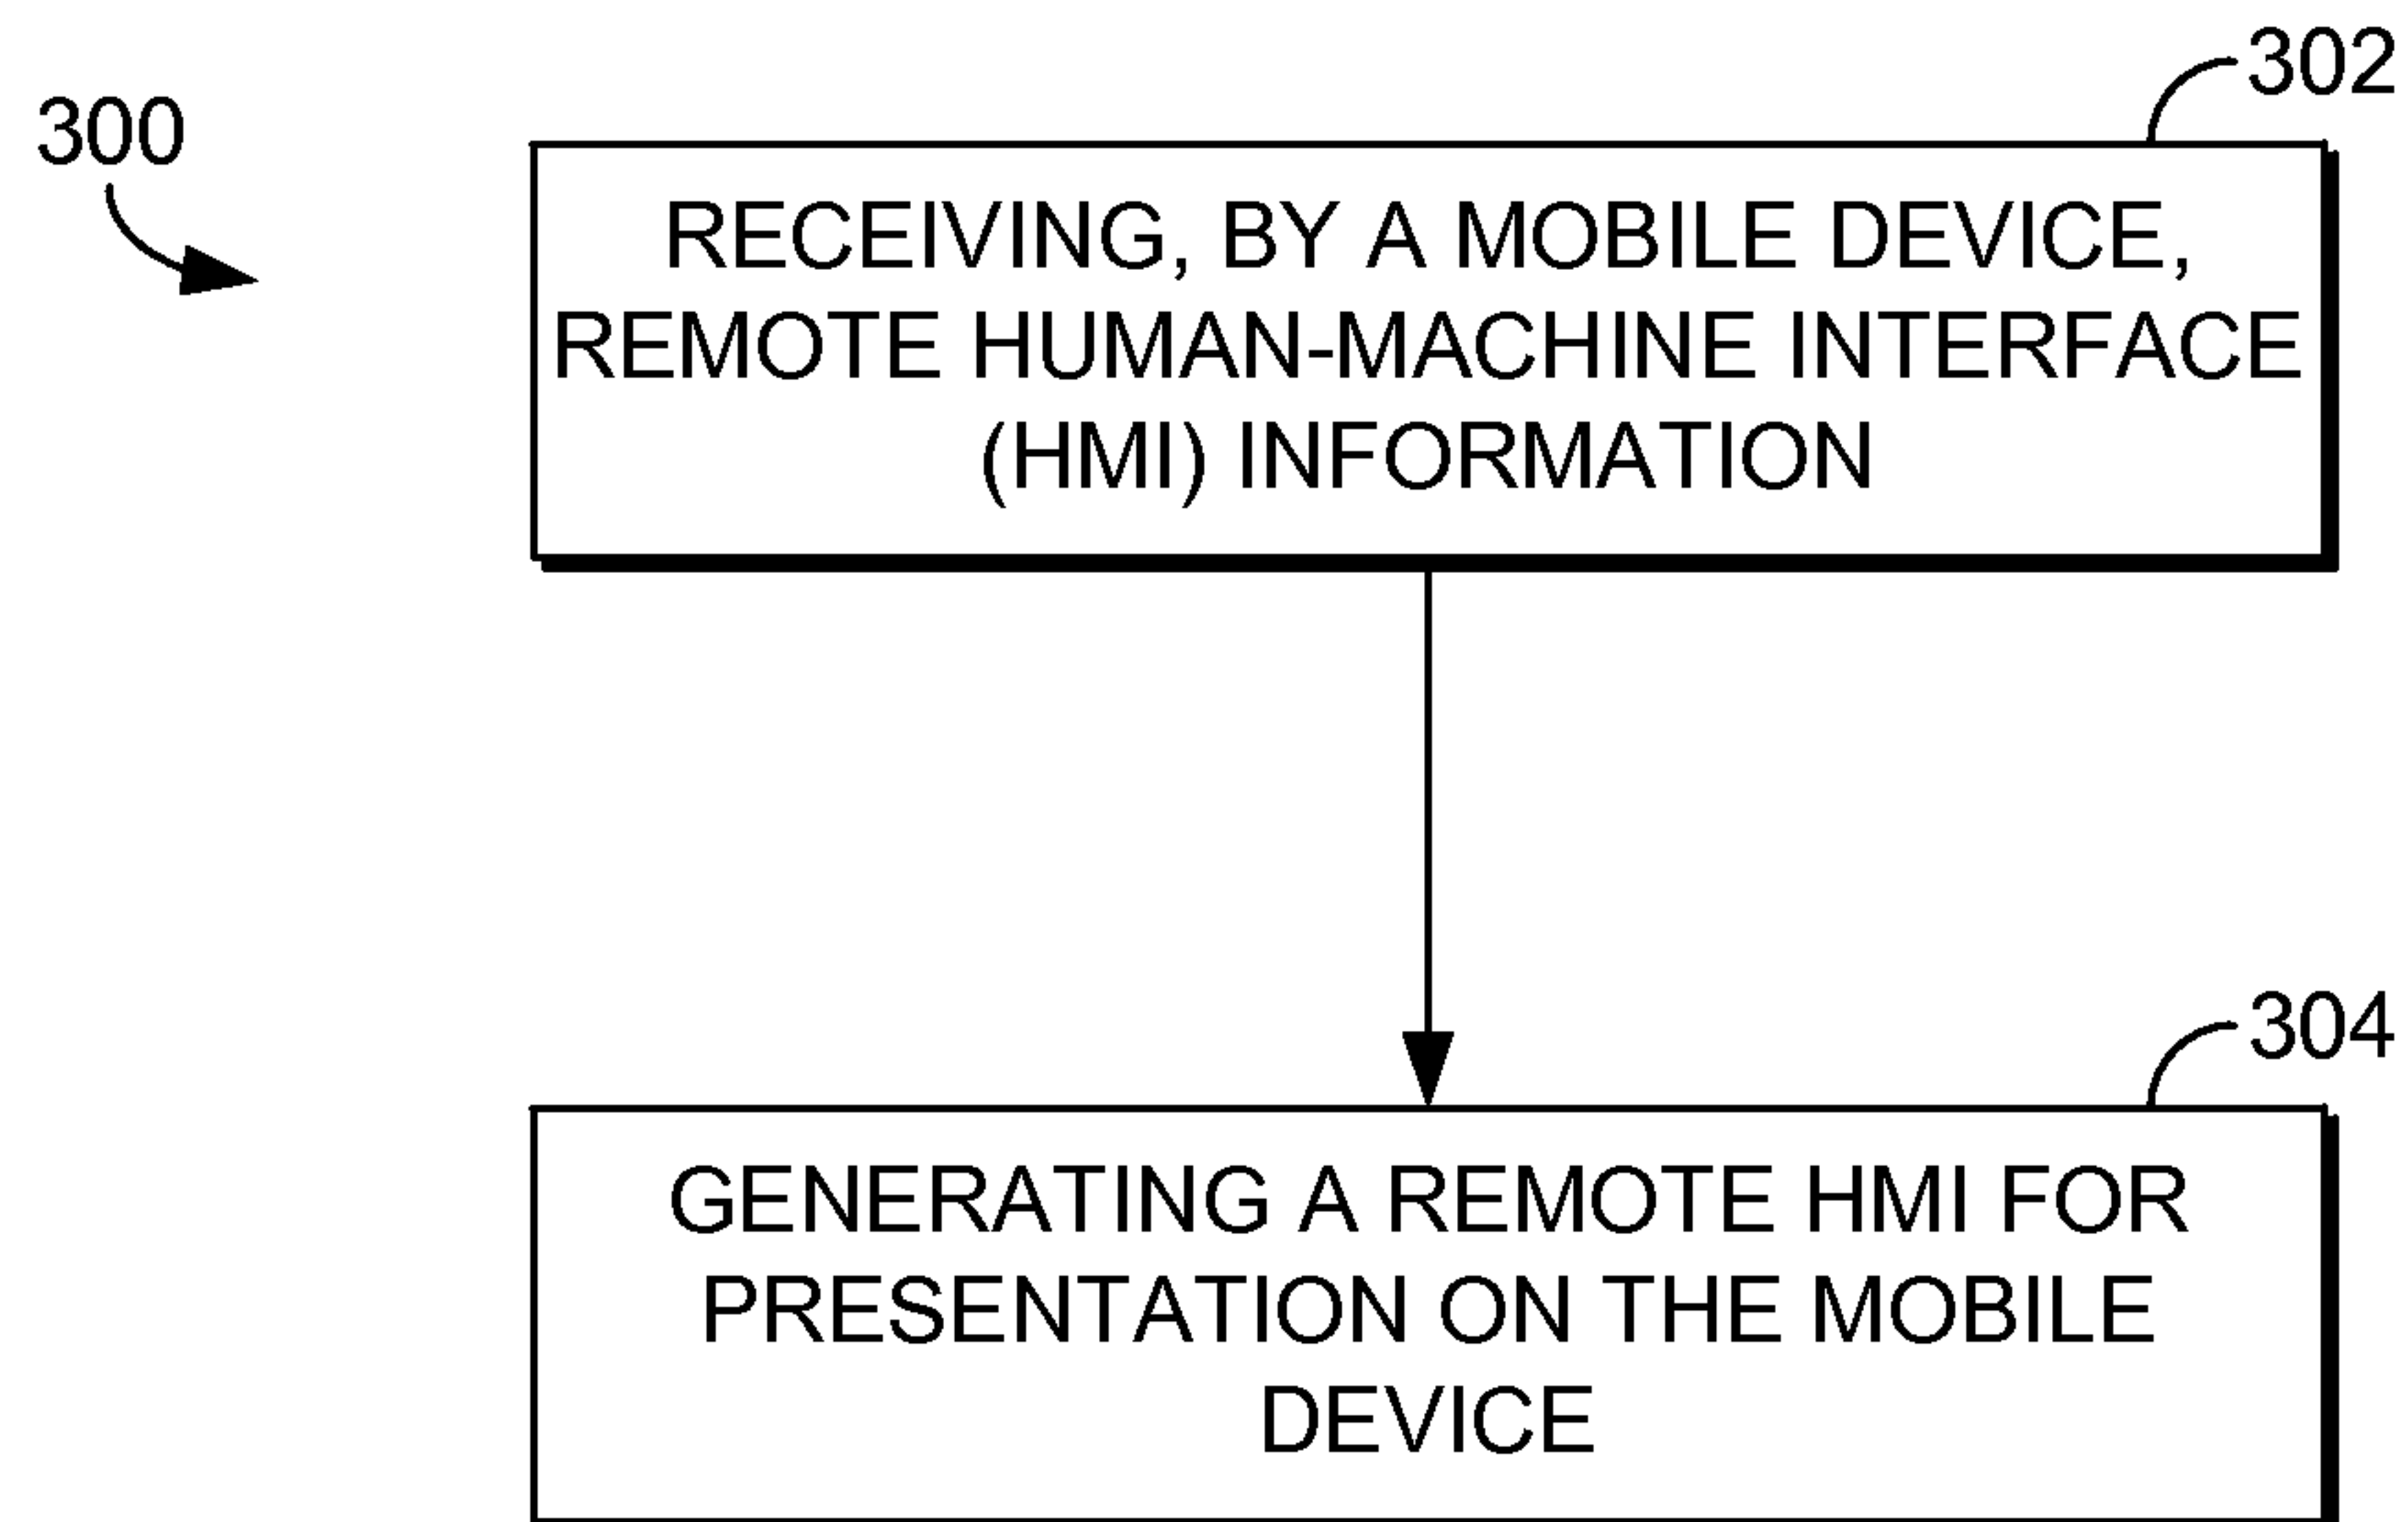 300
302
RECEIVING, BY A MOBILE DEVICE,
REMOTE HUMAN-MACHINE INTERFACE
(HMI) INFORMATION
304
GENERATING A REMOTE HMI FOR
PRESENTATION ON THE MOBILE
DEVICE